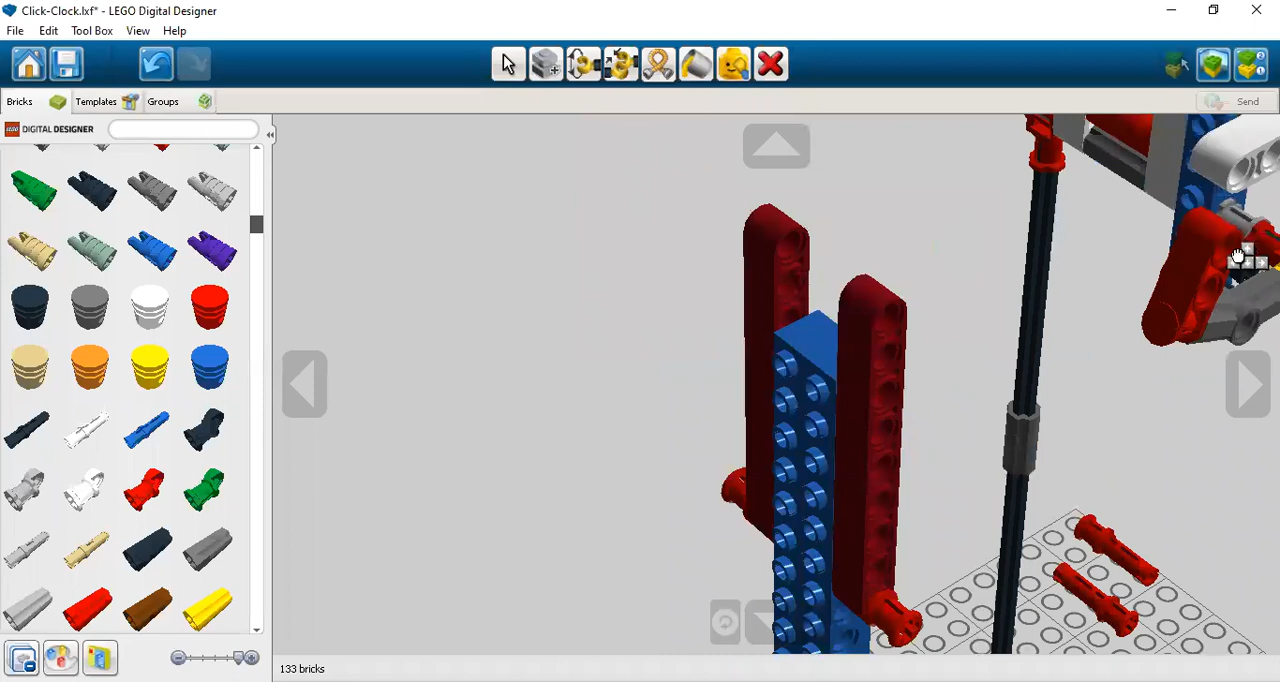 Click-Clock.lxf* - LEGO Digital Designer
File Edit Tool Box View Help
Bricks Templates Groups
Send
LEGO DIGITAL DESIGNER
133 bricks